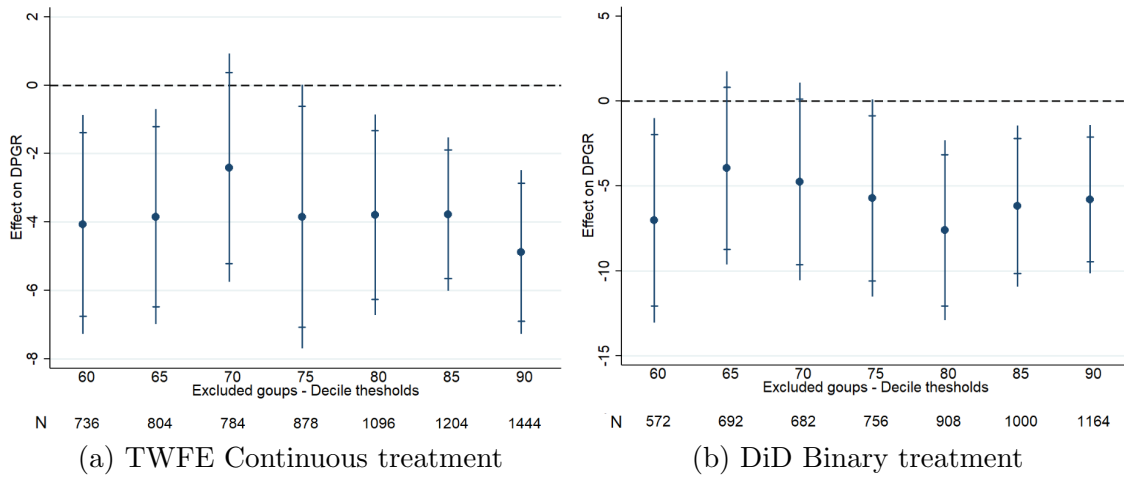 2
0
-2
-4
-6
-8
Effect on DPGR
60 65 70 75 80 85 90
Excluded goups - Decile thesholds
N 736 804 784 878 1096 1204 1444
(a) TWFE Continuous treatment
5
0
-5
-10
-15
Effect on DPGR
60 65 70 75 80 85 90
Excluded goups - Decile thesholds
N 572 692 682 756 908 1000 1164
(b) DiD Binary treatment